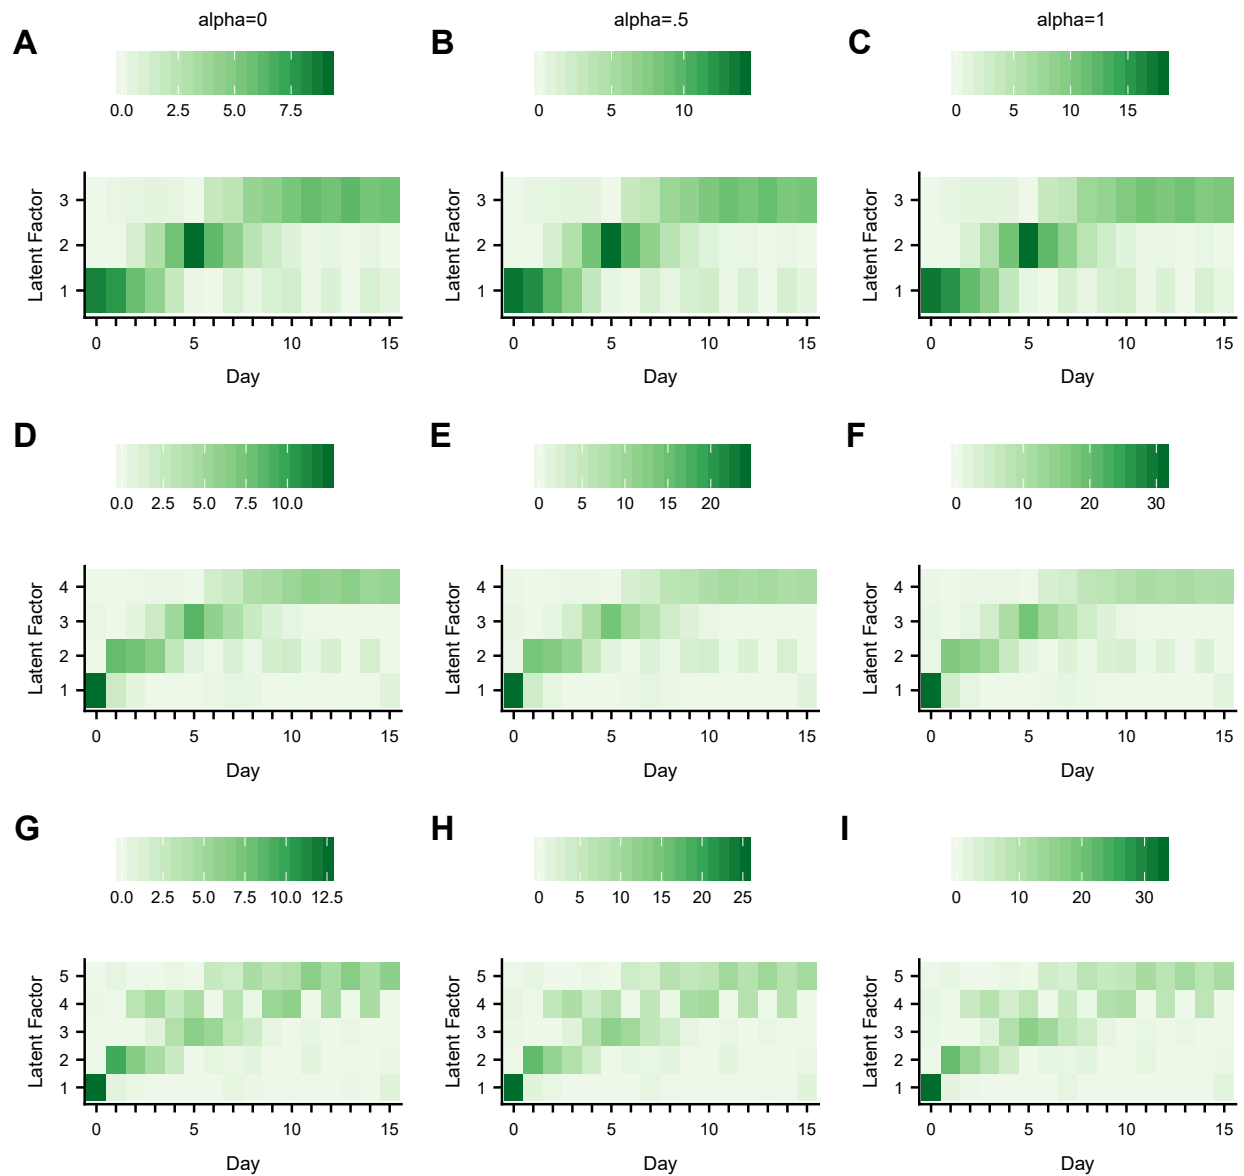 alpha=0 alpha=.5 alpha=1
A B C
0.0 2.5 5.0 7.5 0 5 10 0 5 10 15
Latent Factor Latent Factor Latent Factor
3 3 3
2 2 2
1 1 1
0 5 10 15 0 5 10 15 0 5 10 15
Day Day Day
D E F
0.0 2.5 5.0 7.5 10.0 0 5 10 15 20 0 10 20 30
Latent Factor Latent Factor Latent Factor
4 4 4
3 3 3
2 2 2
1 1 1
0 5 10 15 0 5 10 15 0 5 10 15
Day Day Day
G H I
0.0 2.5 5.0 7.5 10.0 12.5 0 5 10 15 20 25 0 10 20 30
Latent Factor Latent Factor Latent Factor
5 5 5
4 4 4
3 3 3
2 2 2
1 1 1
0 5 10 15 0 5 10 15 0 5 10 15
Day Day Day